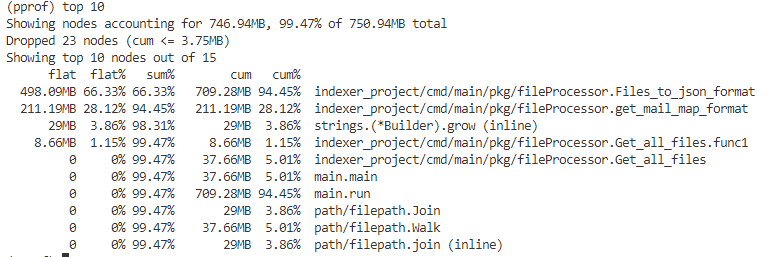 (pprof) top 10
Showing nodes accounting for 746.94MB, 99.47% of 750.94MB total
Dropped 23 nodes (cum <= 3.75MB)
Showing top 10 nodes out of 15
flat flat% sum% cum cum%
498.09MB 66.33% 66.33% 709.28MB 94.45% indexer_project/cmd/main/pkg/fileProcessor.Files_to_json_format
211.19MB 28.12% 94.45% 211.19MB 28.12% indexer_project/cmd/main/pkg/fileProcessor.get_mail_map_format
29MB 3.86% 98.31% 29MB 3.86% strings.(*Builder).grow (inline)
8.66MB 1.15% 99.47% 8.66MB 1.15% indexer_project/cmd/main/pkg/fileProcessor.Get_all_files.func1
0 0% 99.47% 37.66MB 5.01% indexer_project/cmd/main/pkg/fileProcessor.Get_all_files
0 0% 99.47% 37.66MB 5.01% main.main
0 0% 99.47% 709.28MB 94.45% main.run
0 0% 99.47% 29MB 3.86% path/filepath.Join
0 0% 99.47% 37.66MB 5.01% path/filepath.Walk
0 0% 99.47% 29MB 3.86% path/filepath.join (inline)